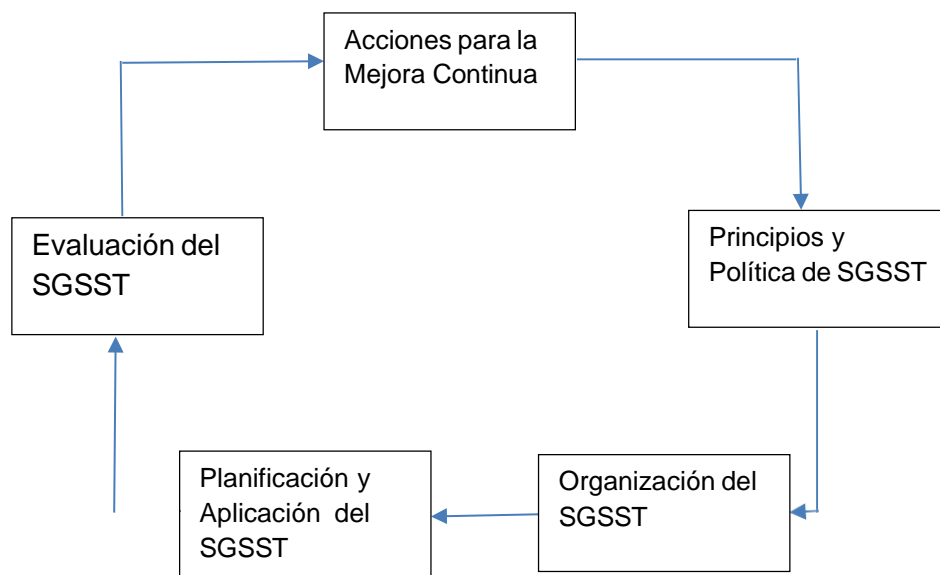 Acciones para la
Mejora Continua
Principios y
Política de SGSST
Organización del
SGSST
Planificación y
Aplicación del
SGSST
Evaluación del
SGSST